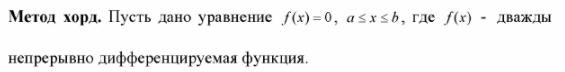 Метод хорд. Пусть дано уравнение f(x) = 0, a ≤ x ≤ b, где f(x) - дважды
непрерывно дифференцируемая функция.